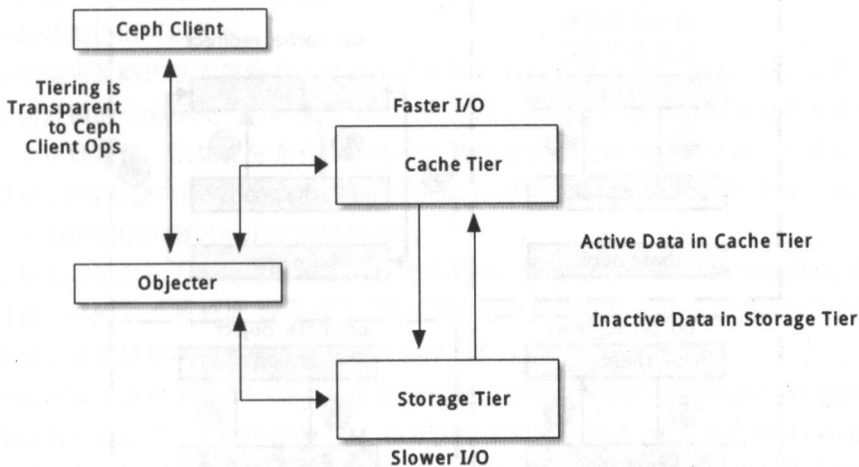 Ceph Client
Tiering is
Transparent
to Ceph
Client Ops
Faster I/O
Cache Tier
Active Data in Cache Tier
Objecter
Inactive Data in Storage Tier
Storage Tier
Slower I/O